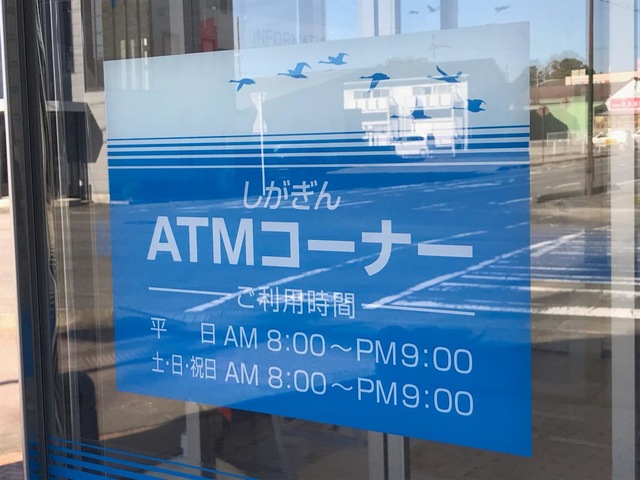 INFORMATION
しがぎん
ATMコーナー
ご利用時間
平　日 AM 8:00～PM9:00
土・日・祝日 AM 8:00～PM9:00